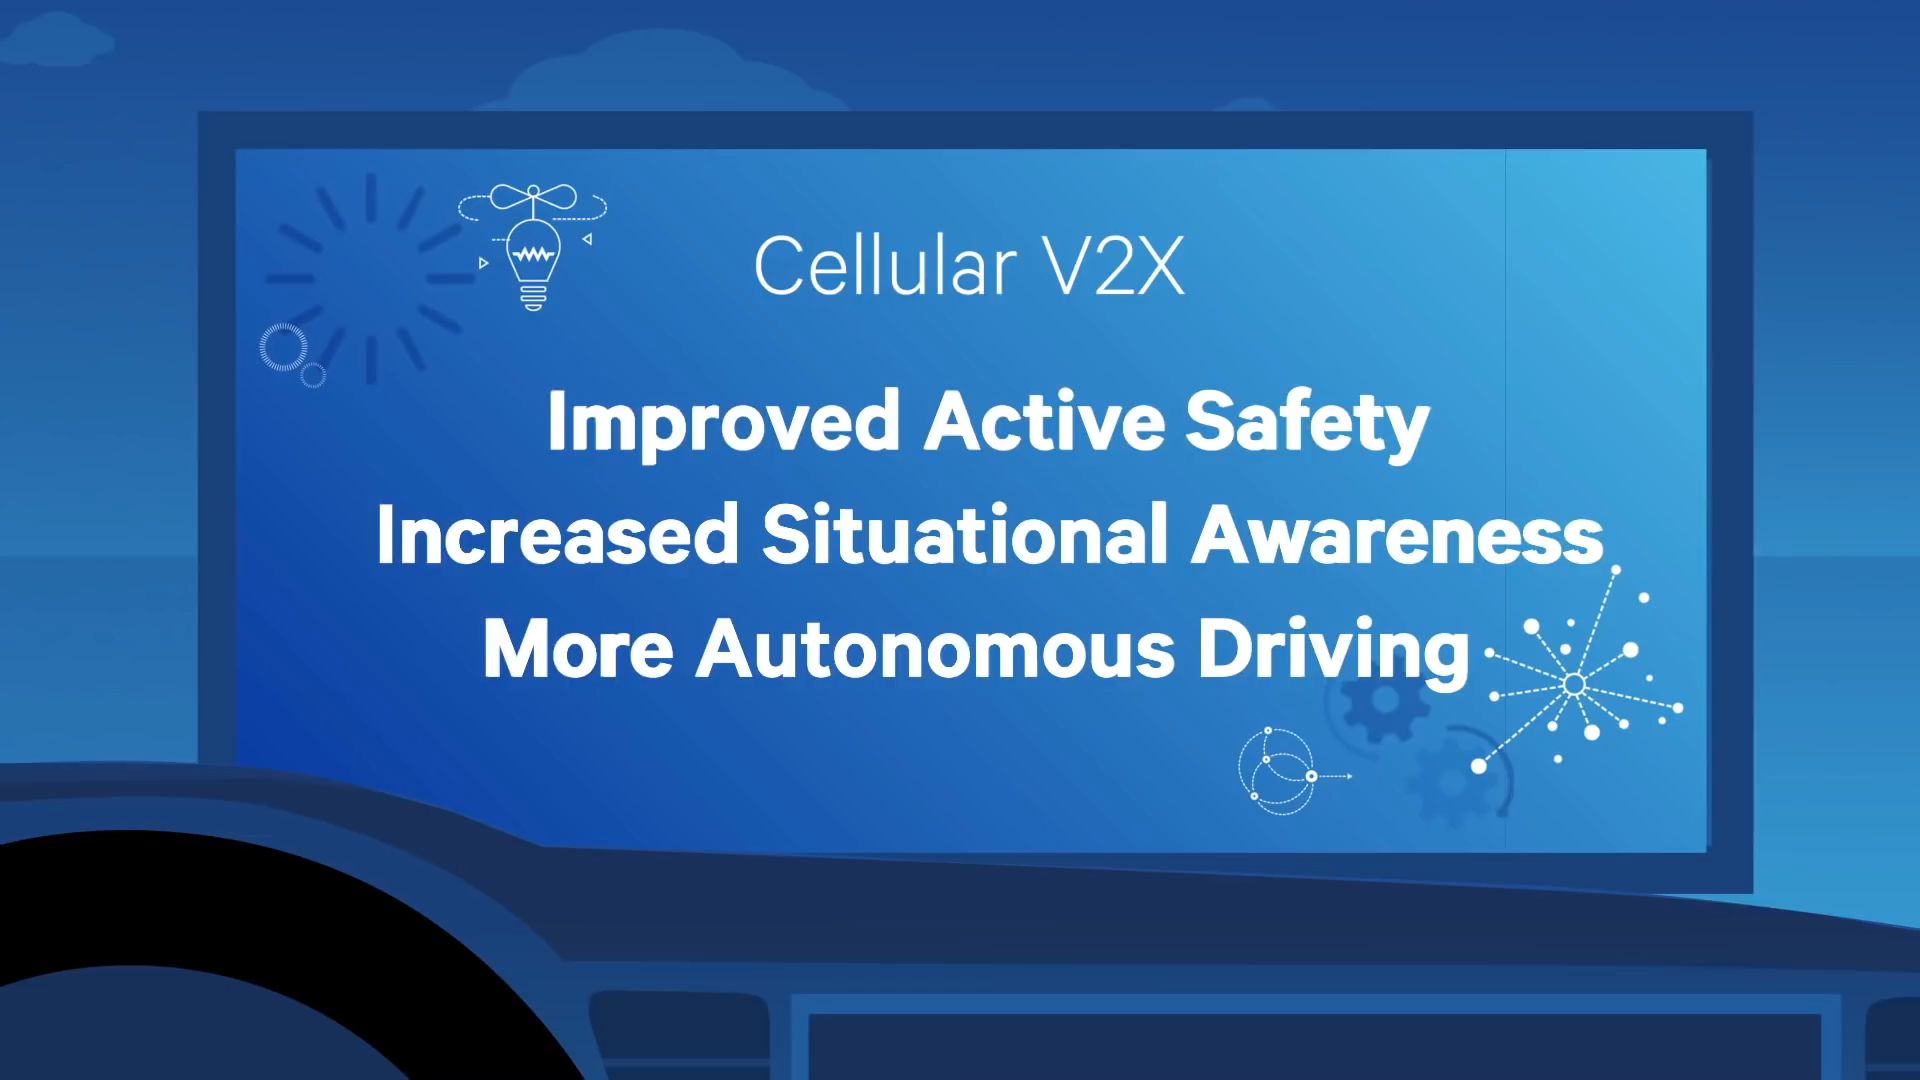 Cellular V2X
Improved Active Safety
Increased Situational Awareness
More Autonomous Driving